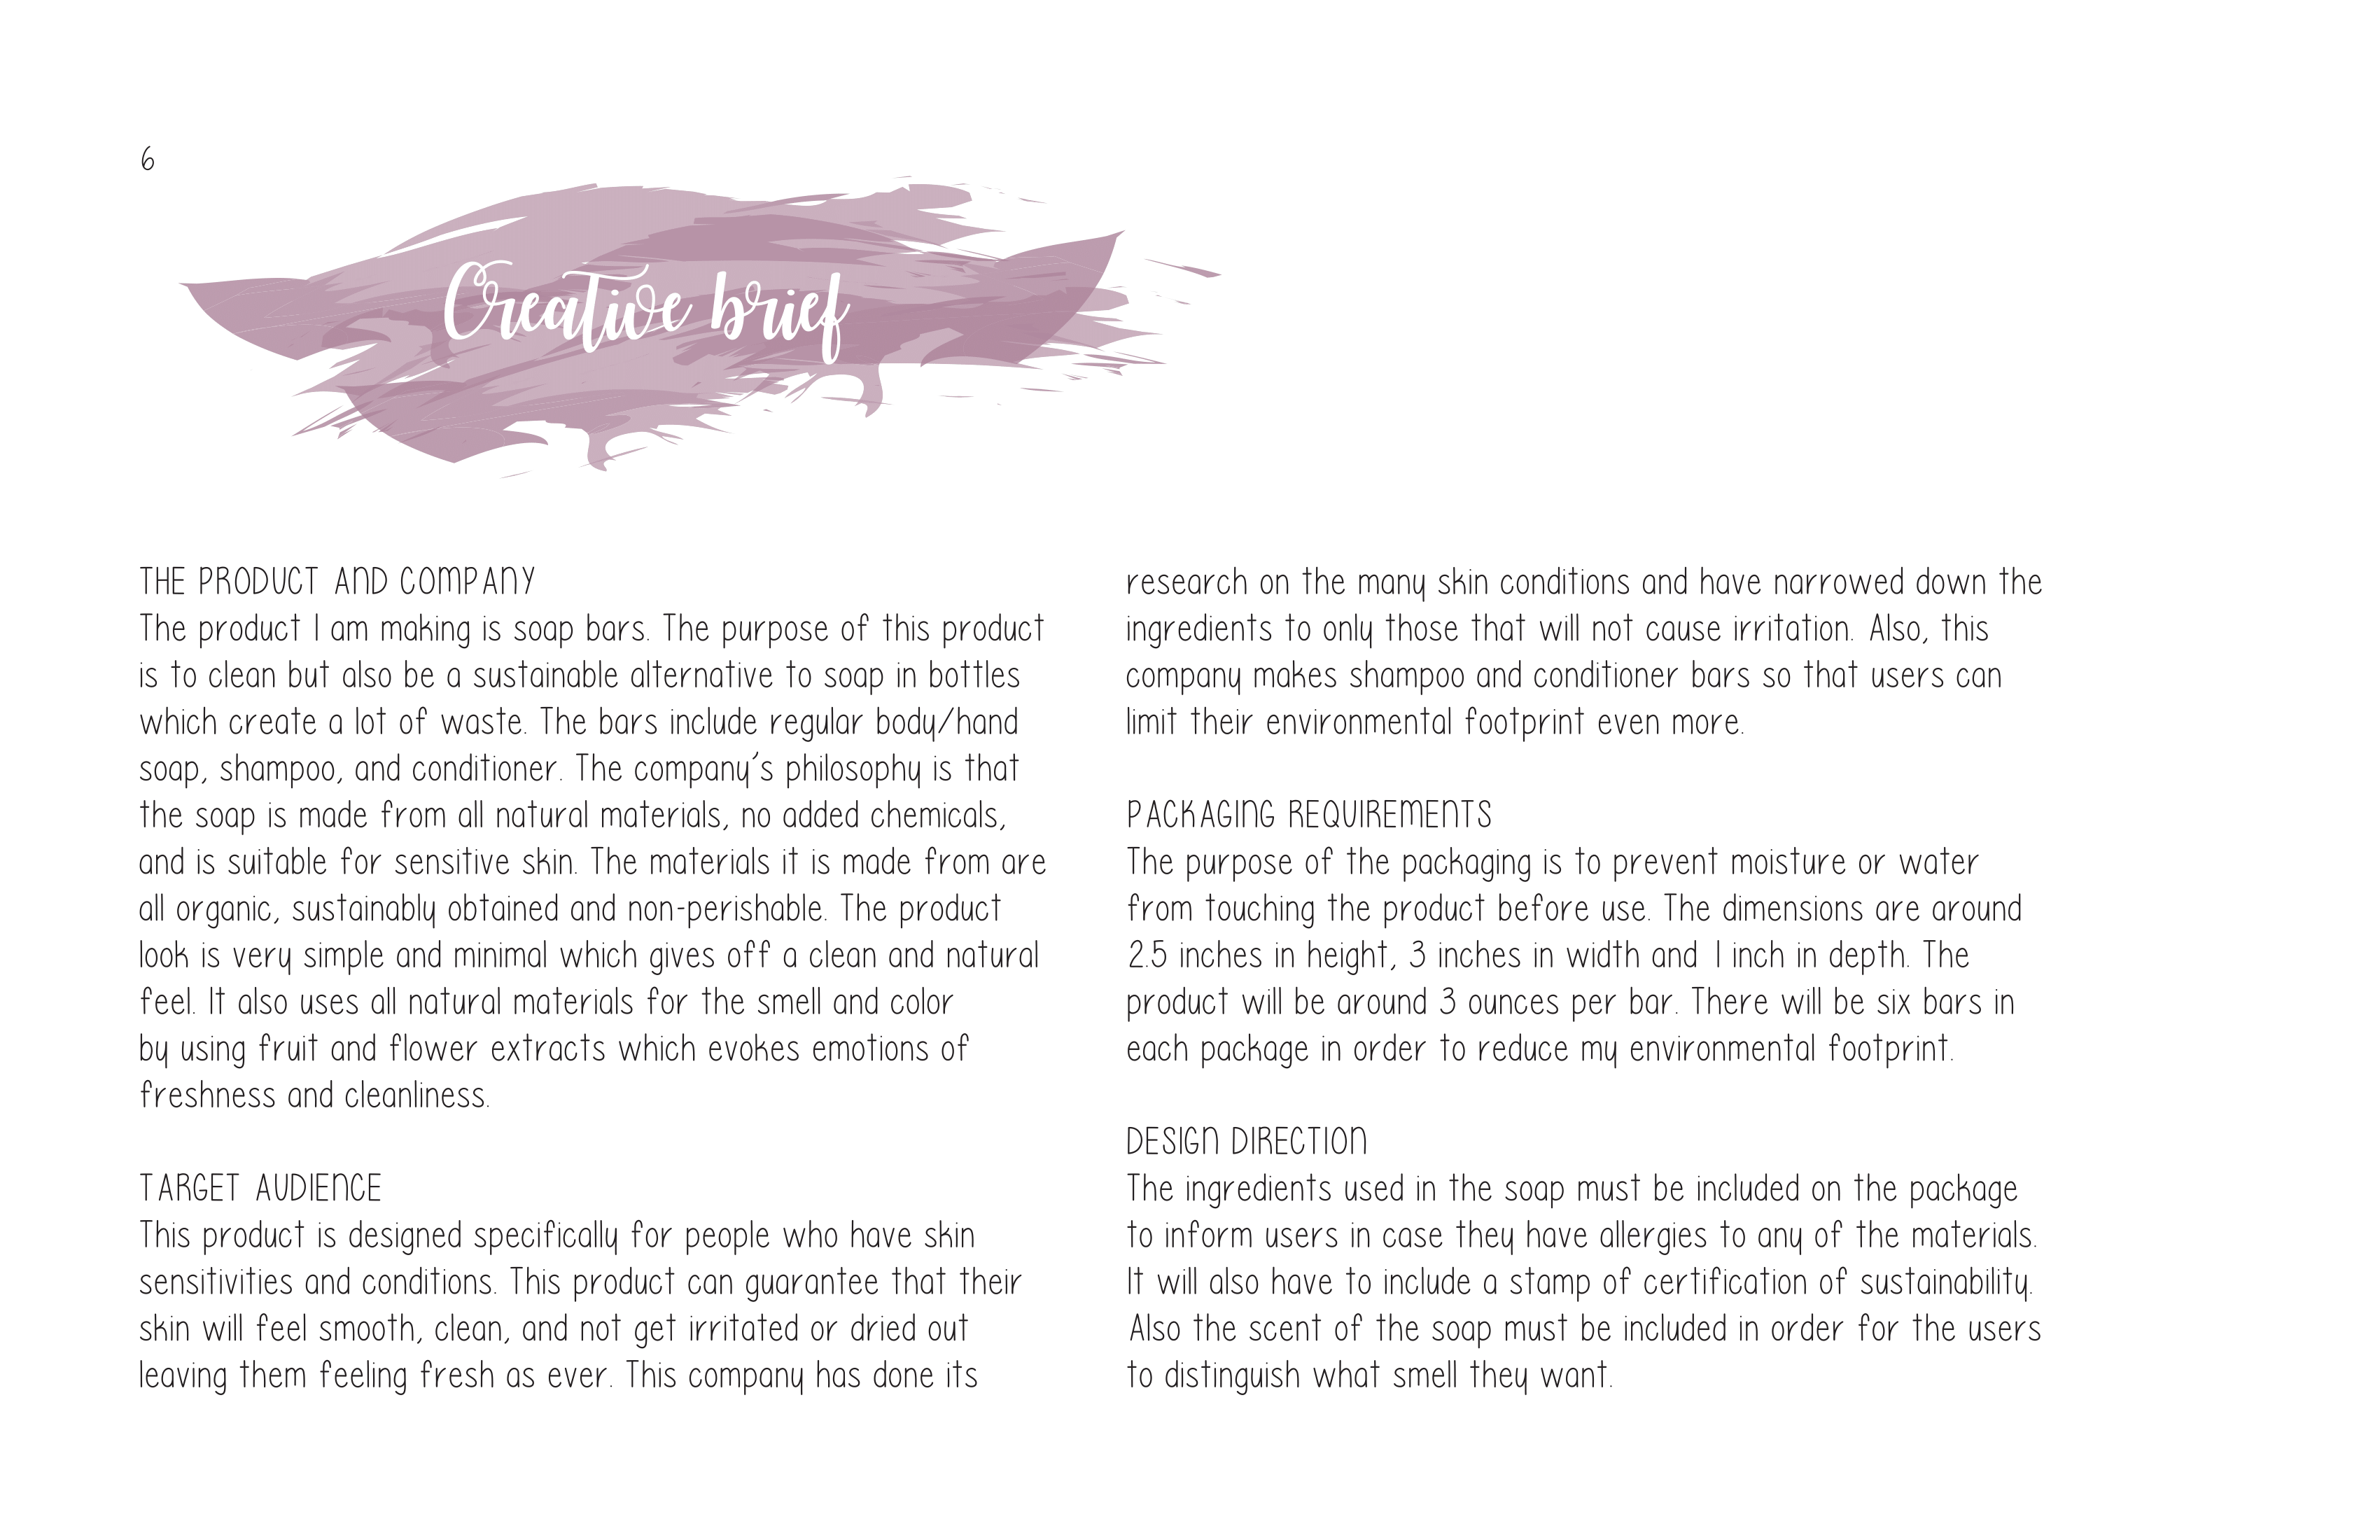 6
Creative brief
THE PRODUCT AND COMPANY
The product I am making is soap bars. The purpose of this product
is to clean but also be a sustainable alternative to soap in bottles
which create a lot of waste. The bars include regular body/hand
soap, shampoo, and conditioner. The company's philosophy is that
the soap is made from all natural materials, no added chemicals,
and is suitable for sensitive skin. The materials it is made from are
all organic, sustainably obtained and non-perishable. The product
look is very simple and minimal which gives off a clean and natural
feel. It also uses all natural materials for the smell and color
by using fruit and flower extracts which evokes emotions of
freshness and cleanliness.
TARGET AUDIENCE
This product is designed specifically for people who have skin
sensitivities and conditions. This product can guarantee that their
skin will feel smooth, clean, and not get irritated or dried out
leaving them feeling fresh as ever. This company has done its
research on the many skin conditions and have narrowed down the
ingredients to only those that will not cause irritation. Also, this
company makes shampoo and conditioner bars so that users can
limit their environmental footprint even more.
PACKAGING REQUIREMENTS
The purpose of the packaging is to prevent moisture or water
from touching the product before use. The dimensions are around
2.5 inches in height, 3 inches in width and 1 inch in depth. The
product will be around 3 ounces per bar. There will be six bars in
each package in order to reduce my environmental footprint.
DESIGN DIRECTION
The ingredients used in the soap must be included on the package
to inform users in case they have allergies to any of the materials.
It will also have to include a stamp of certification of sustainability.
Also the scent of the soap must be included in order for the users
to distinguish what smell they want.